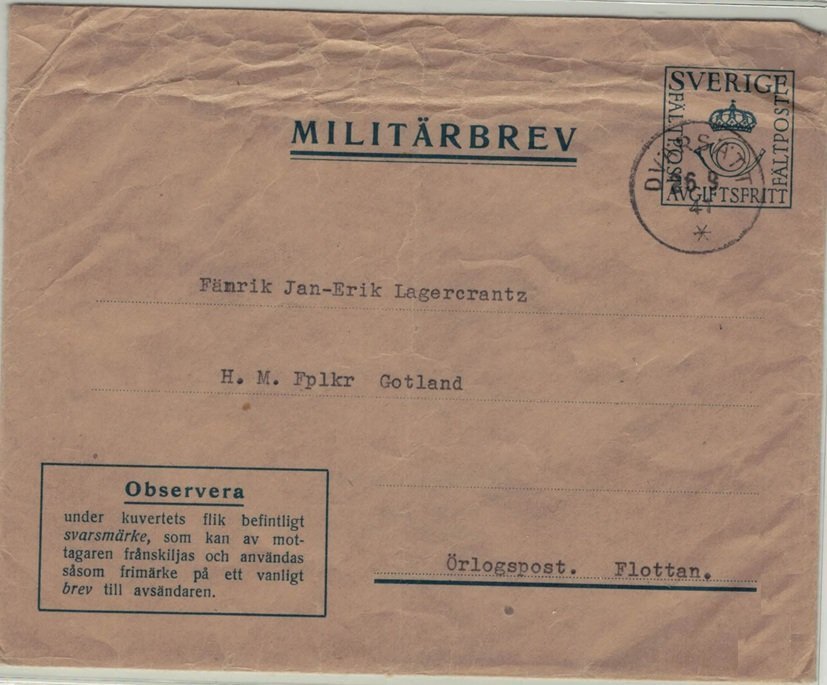 MILITÄRBREV
SVERIGE
FÄLTPOST
FÄLTPOST
AVGIFTSFRITT
41
Fänrik Jan-Erik Lagercrantz
H. M. Fplkr Gotland
Örlogspost. Flottan.
Observera
under kuvertets flik befintligt
svarsmärke, som kan av mot-
tagaren frånskiljas och användas
såsom frimärke på ett vanligt
brev till avsändaren.